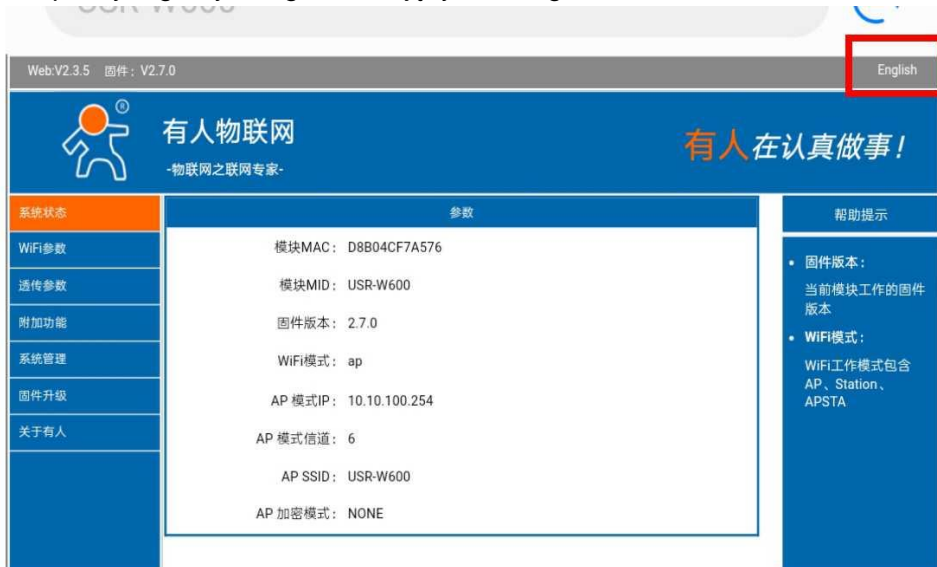 Web:V2.3.5 固件: V2.7.0
English
®
有人物联网
-物联网之联网专家-
有人在认真做事!
系统状态
WiFi参数
透传参数
附加功能
系统管理
固件升级
关于有人
参数
模块MAC: D8B04CF7A576
模块MID: USR-W600
固件版本: 2.7.0
WiFi模式: ap
AP 模式IP: 10.10.100.254
AP 模式信道: 6
AP SSID: USR-W600
AP 加密模式: NONE
帮助提示
• 固件版本:
当前模块工作的固件
版本
• WiFi模式:
WiFi工作模式包含
AP、Station、
APSTA